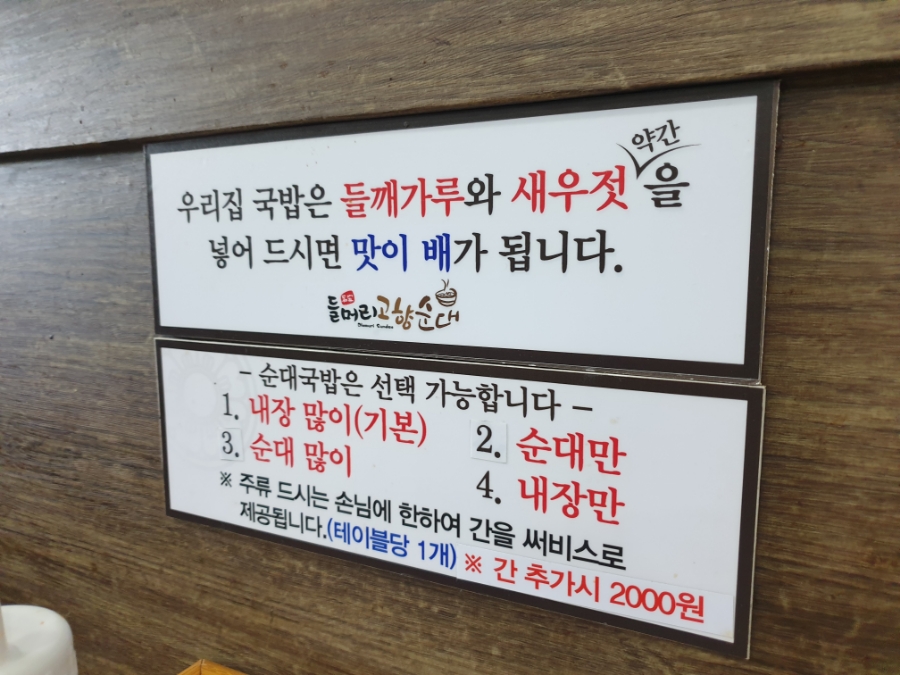 약간
우리집 국밥은 들깨가루와 새우젓 을
넣어 드시면 맛이 배가 됩니다.
들머리고향순대
- 순대국밥은 선택 가능합니다 -
1. 내장 많이(기본) 2. 순대만
3. 순대 많이 4. 내장만
※ 주류 드시는 손님에 한하여 간을 써비스로
제공됩니다.(테이블당 1개) ※ 간 추가시 2000원